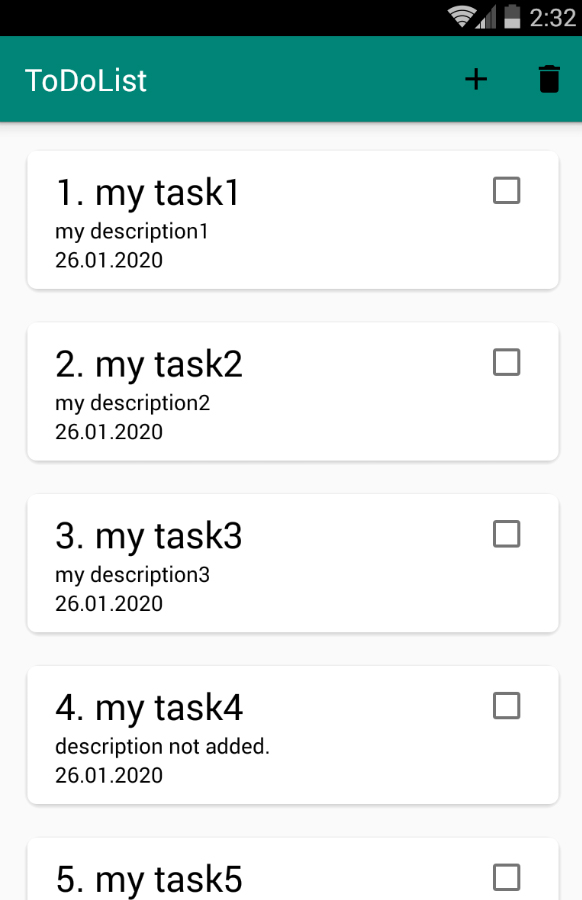 2:32
ToDoList
1. my task1
my description1
26.01.2020
2. my task2
my description2
26.01.2020
3. my task3
my description3
26.01.2020
4. my task4
description not added.
26.01.2020
5. my task5